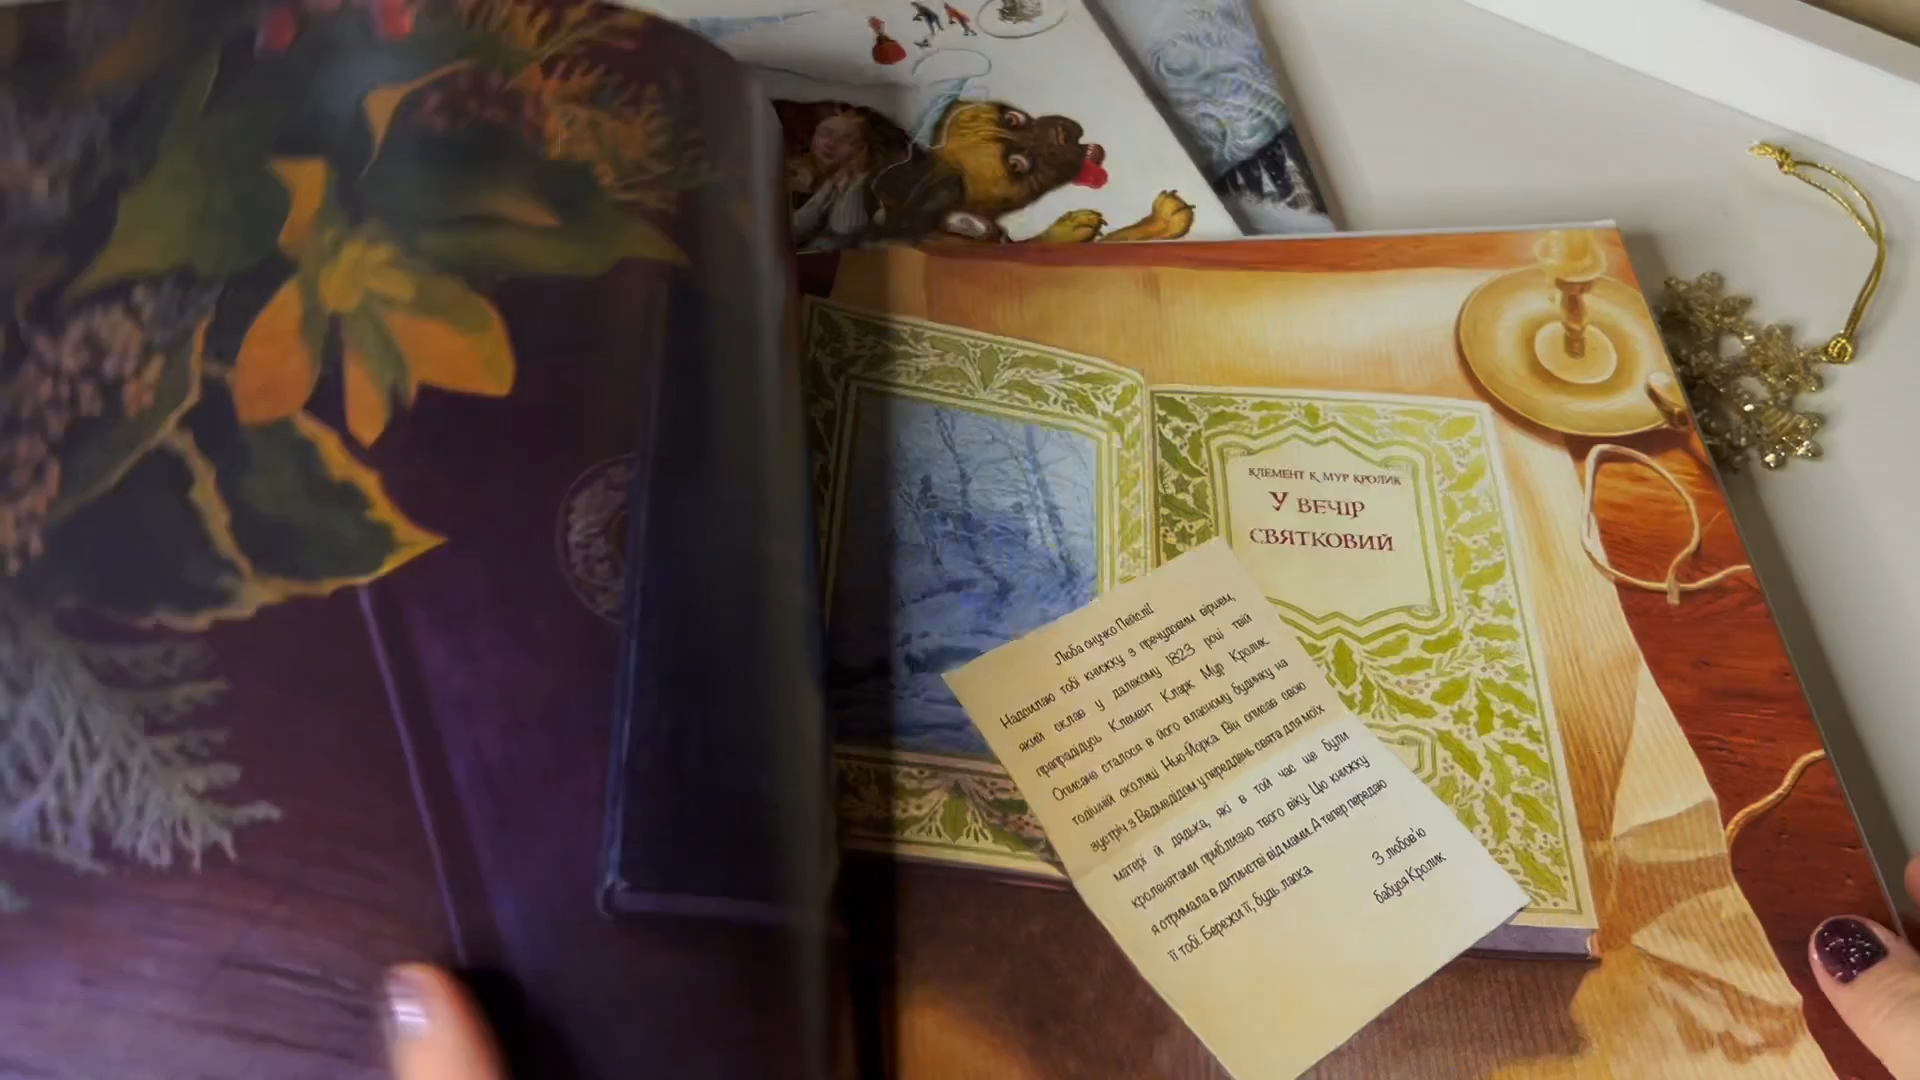 КЛЕМЕНТ К. МУР КРОЛИК
У ВЕЧІР
СВЯТКОВИЙ
Люба онучко Пейслі!
Надсилаю тобі книжку з пречудовим віршем,
який склав у далекому 1823 році твій
прапрадідусь Клемент Кларк Мур Кролик.
Описане сталося в його власному будинку на
тодішній околиці Нью-Йорка. Він описав свою
зустріч з Ведмедідом у переддень свята для моїх
матері й дядька, які в той час ще були
кроленятами приблизно твого віку. Цю книжку
я отримала в дитинстві від мами. А тепер передаю
її тобі. Бережи її, будь ласка.
З любов'ю
бабуся Кролик